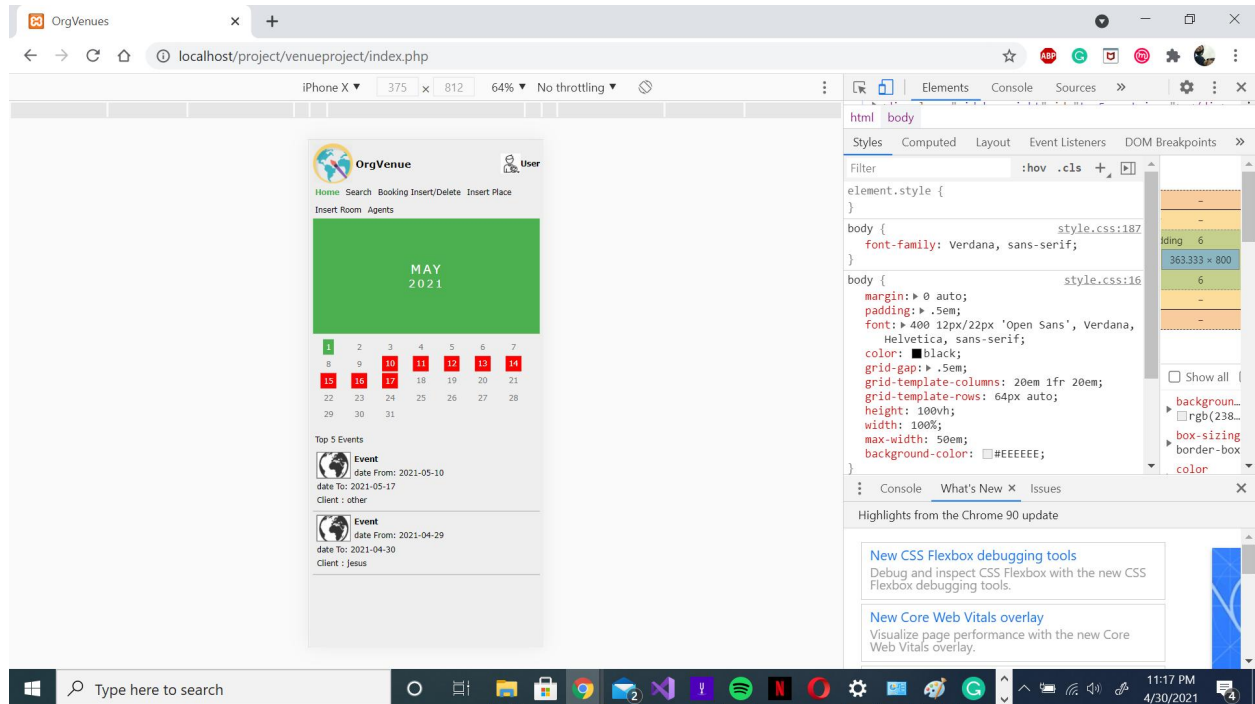 OrgVenues
localhost/project/venueproject/index.php
ABP
iPhone X ▼ 375 x 812 64% ▼ No throttling ▼
Elements Console Sources »
html body
Styles Computed Layout Event Listeners DOM Breakpoints »
Filter :hov .cls +
element.style {
}
body { style.css:187
font-family: Verdana, sans-serif;
}
body { style.css:16
margin: 0 auto;
padding: .5em;
font: 400 12px/22px 'Open Sans', Verdana,
Helvetica, sans-serif;
color: black;
grid-gap: .5em;
grid-template-columns: 20em 1fr 20em;
grid-template-rows: 64px auto;
height: 100vh;
width: 100%;
max-width: 50em;
background-color: #EEEEEE;
}
dding 6
363.333 × 800
6
Show all
backgroun…
rgb(238…
box-sizing
border-box
color
Console What's New × Issues
Highlights from the Chrome 90 update
New CSS Flexbox debugging tools
Debug and inspect CSS Flexbox with the new CSS
Flexbox debugging tools.
New Core Web Vitals overlay
Visualize page performance with the new Core
Web Vitals overlay.
OrgVenue User
Home Search Booking Insert/Delete Insert Place
Insert Room Agents
MAY
2021
1 2 3 4 5 6 7
8 9 10 11 12 13 14
15 16 17 18 19 20 21
22 23 24 25 26 27 28
29 30 31
Top 5 Events
Event
date From: 2021-05-10
date To: 2021-05-17
Client : other
Event
date From: 2021-04-29
date To: 2021-04-30
Client : jesus
Type here to search
2
11:17 PM
4/30/2021
4